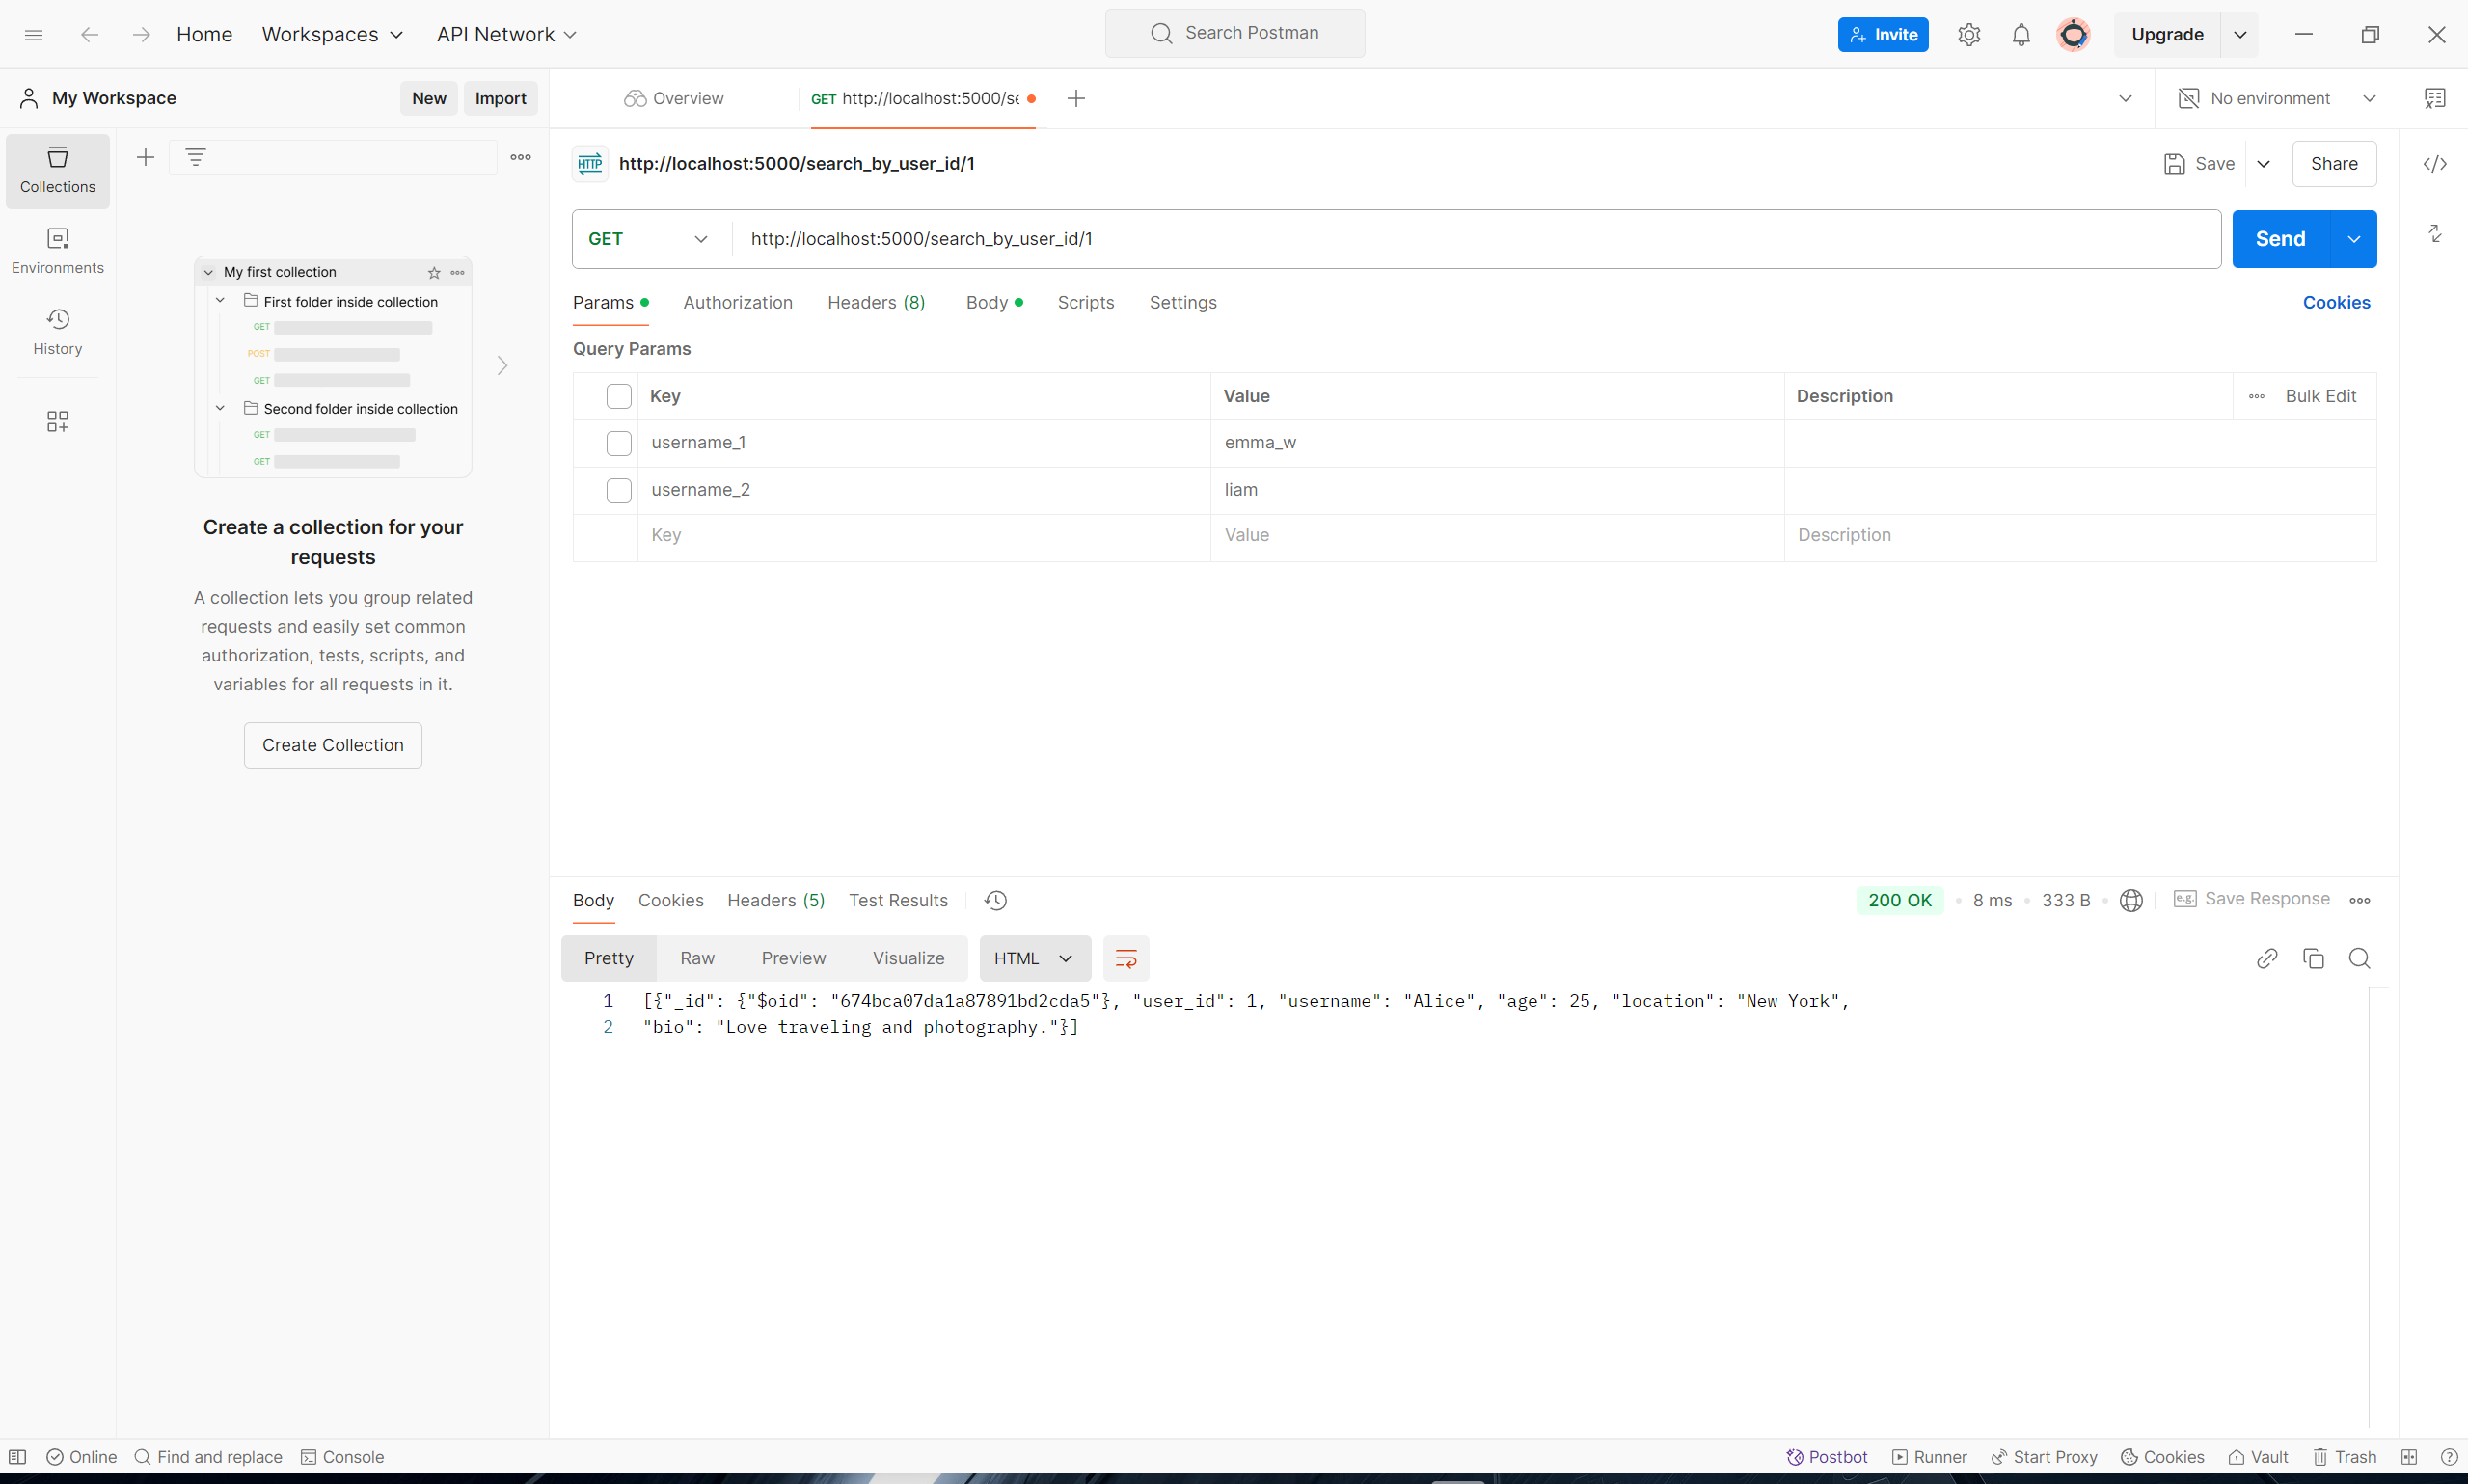 Home Workspaces API Network Search Postman Invite Upgrade
My Workspace New Import Overview GET http://localhost:5000/se No environment
Collections
Environments
History
My first collection
First folder inside collection
GET
POST
GET
Second folder inside collection
GET
GET
Create a collection for your
requests
A collection lets you group related
requests and easily set common
authorization, tests, scripts, and
variables for all requests in it.
Create Collection
HTTP http://localhost:5000/search_by_user_id/1 Save Share
GET http://localhost:5000/search_by_user_id/1 Send
Params Authorization Headers (8) Body Scripts Settings Cookies
Query Params
Key Value Description Bulk Edit
username_1 emma_w
username_2 liam
Key Value Description
Body Cookies Headers (5) Test Results 200 OK 8 ms 333 B e.g. Save Response
Pretty Raw Preview Visualize HTML
1 [{"_id": {"$oid": "674bca07da1a87891bd2cda5"}, "user_id": 1, "username": "Alice", "age": 25, "location": "New York",
2 "bio": "Love traveling and photography."}]
Online Find and replace Console Postbot Runner Start Proxy Cookies Vault Trash